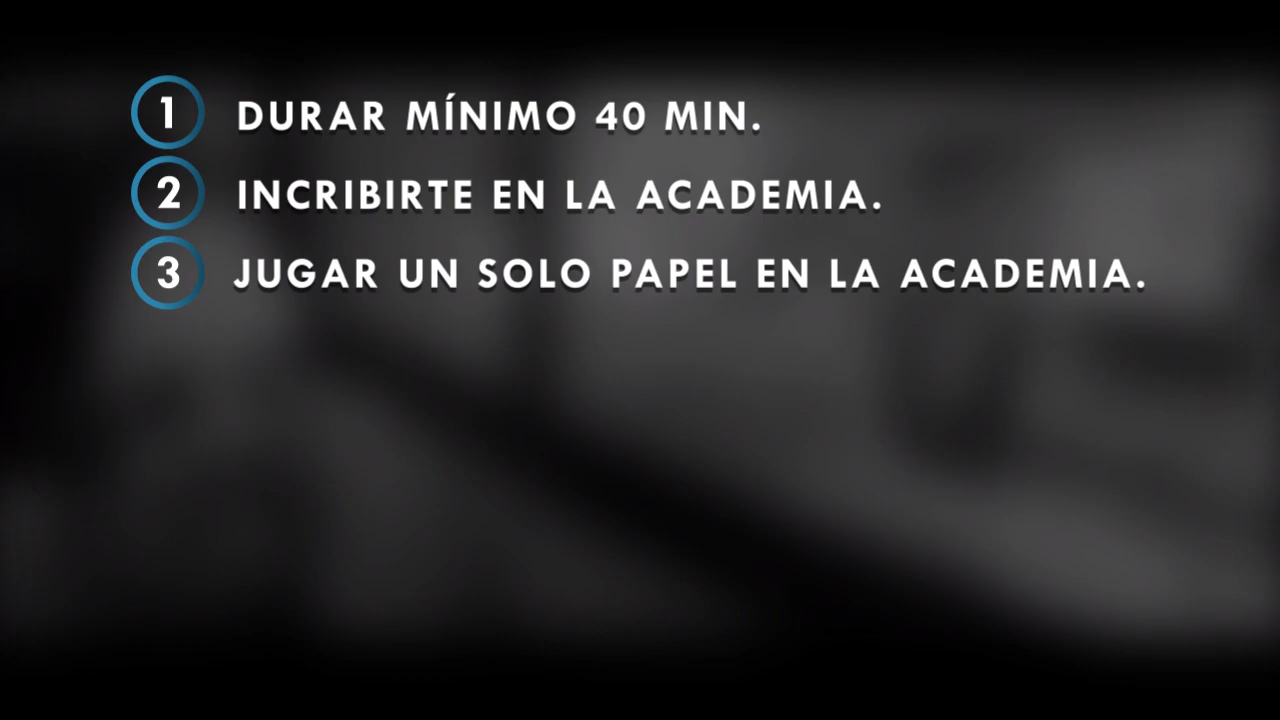 1 DURAR MÍNIMO 40 MIN.
2 INCRIBIRTE EN LA ACADEMIA.
3 JUGAR UN SOLO PAPEL EN LA ACADEMIA.